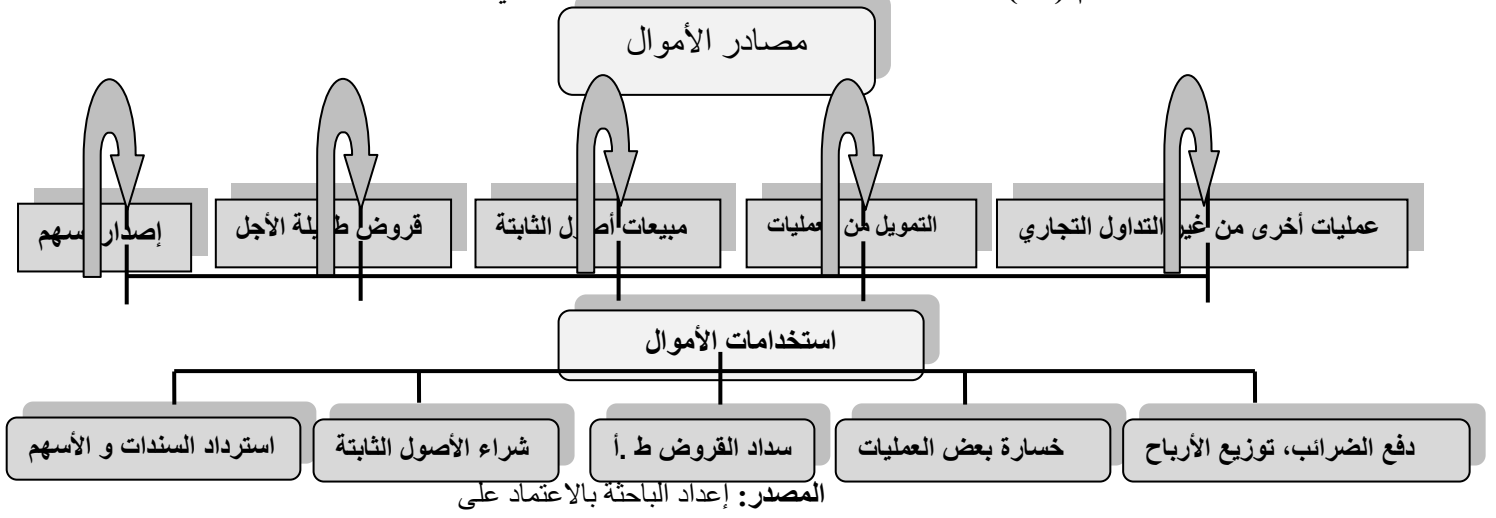 مصادر الأموال
عمليات أخرى من غير التداول التجاري
التمويل من العمليات
مبيعات أصول الثابتة
قروض طويلة الأجل
إصدار أسهم
استخدامات الأموال
دفع الضرائب، توزيع الأرباح
خسارة بعض العمليات
سداد القروض ط .أ
شراء الأصول الثابتة
استرداد السندات و الأسهم
المصدر: إعداد الباحثة بالاعتماد على